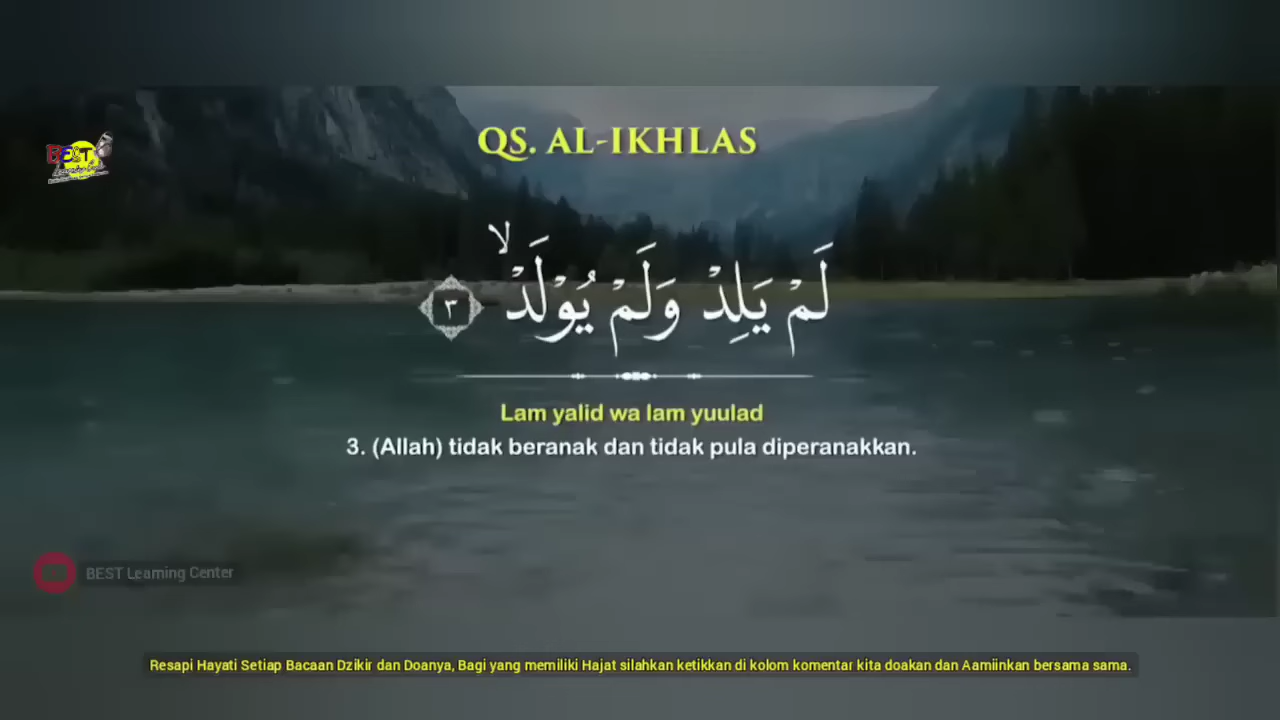 BEST
QS. AL-IKHLAS
لَمْ يَلِدْ وَلَمْ يُوْلَدْۙ ٣
Lam yalid wa lam yuulad
3. (Allah) tidak beranak dan tidak pula diperanakkan.
BEST Learning Center
Resapi Hayati Setiap Bacaan Dzikir dan Doanya, Bagi yang memiliki Hajat silahkan ketikkan di kolom komentar kita doakan dan Aamiinkan bersama sama.